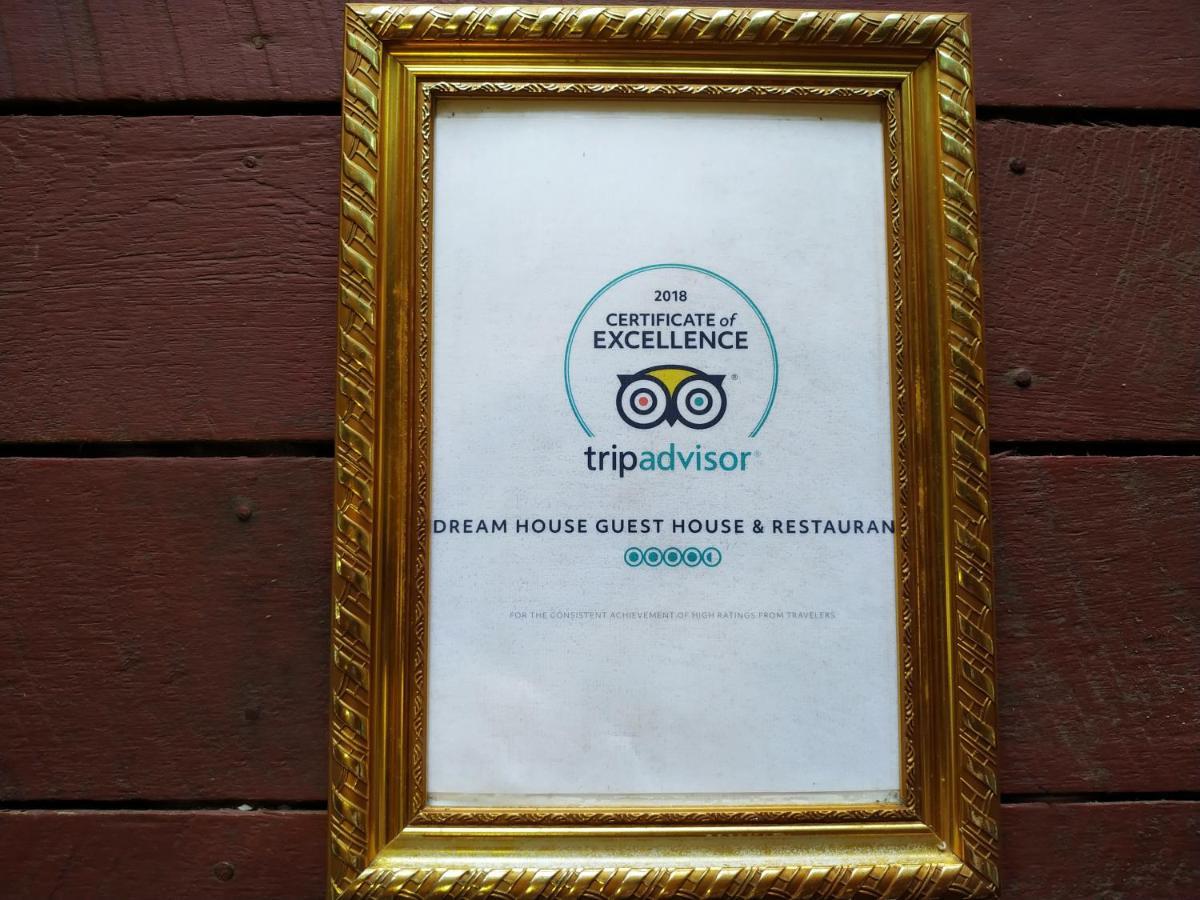 2018
CERTIFICATE of
EXCELLENCE
®
tripadvisor®
DREAM HOUSE GUEST HOUSE & RESTAURAN
FOR THE CONSISTENT ACHIEVEMENT OF HIGH RATINGS FROM TRAVELERS